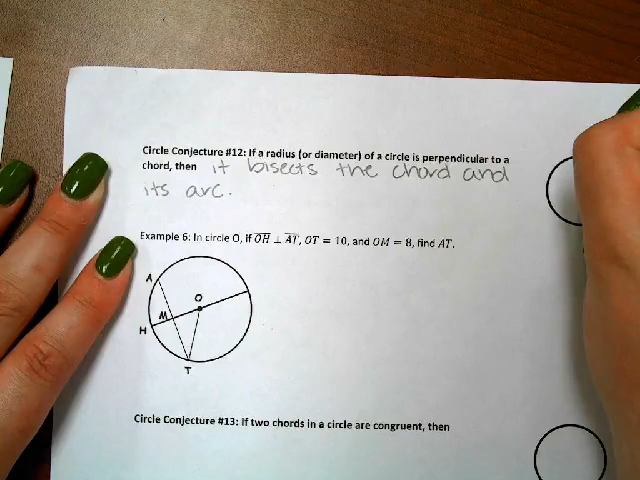 Circle Conjecture #12: If a radius (or diameter) of a circle is perpendicular to a
chord, then it bisects the chord and
its arc.
Example 6: In circle O, if OH ⊥ AT, OT = 10, and OM = 8, find AT.
A
O
M
H
T
Circle Conjecture #13: If two chords in a circle are congruent, then